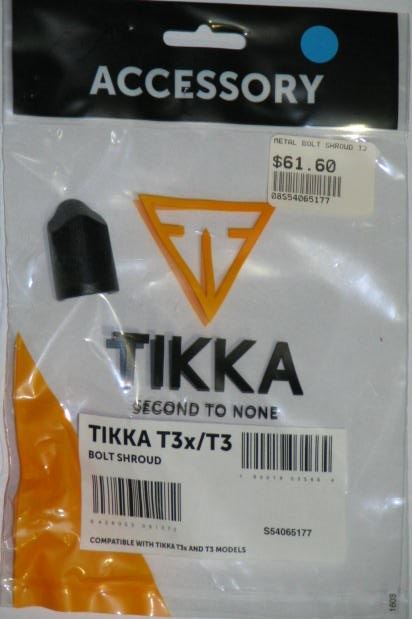 ACCESSORY
METAL BOLT SHROUD T3
$61.60
08S54065177
TIKKA
SECOND TO NONE
TIKKA T3x/T3
BOLT SHROUD
S54065177
COMPATIBLE WITH TIKKA T3x AND T3 MODELS
1603